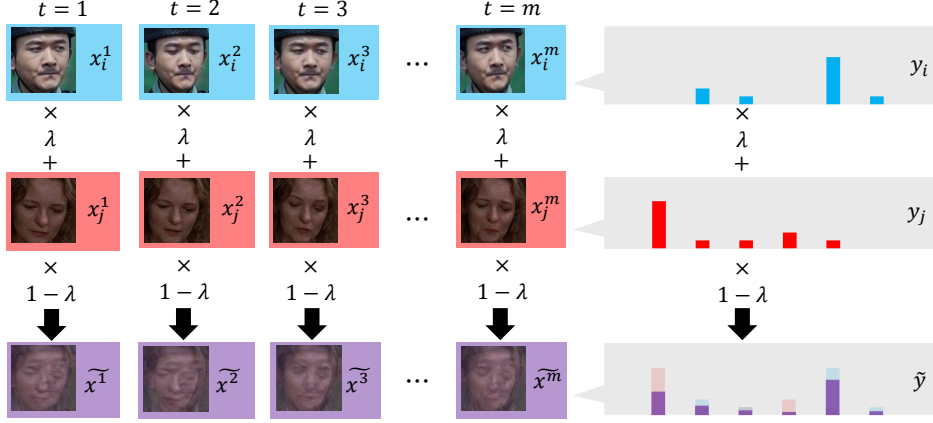 t = 1 t = 2 t = 3 t = m
x_i^1 x_i^2 x_i^3 … x_i^m y_i
× × × × ×
λ λ λ λ λ
+ + + + +
x_j^1 x_j^2 x_j^3 … x_j^m y_j
× × × × ×
1 − λ 1 − λ 1 − λ 1 − λ 1 − λ
x̃^1 x̃^2 x̃^3 … x̃^m ỹ